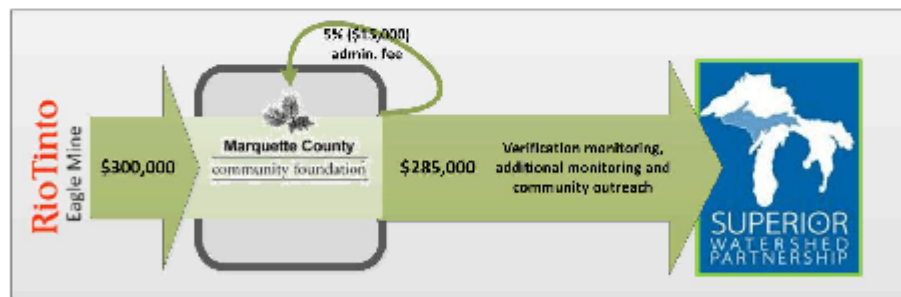 5% ($15,000)
admin. fee
RioTinto
Eagle Mine
$300,000
Marquette County
community foundation
$285,000
Verification monitoring,
additional monitoring and
community outreach
SUPERIOR
WATERSHED
PARTNERSHIP